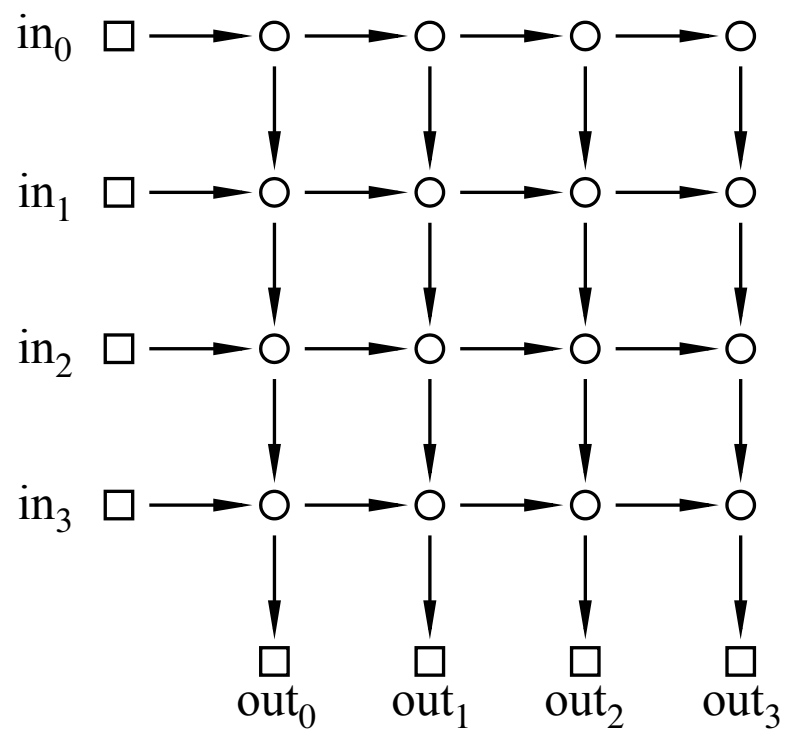 in₀
in₁
in₂
in₃
out₀ out₁ out₂ out₃